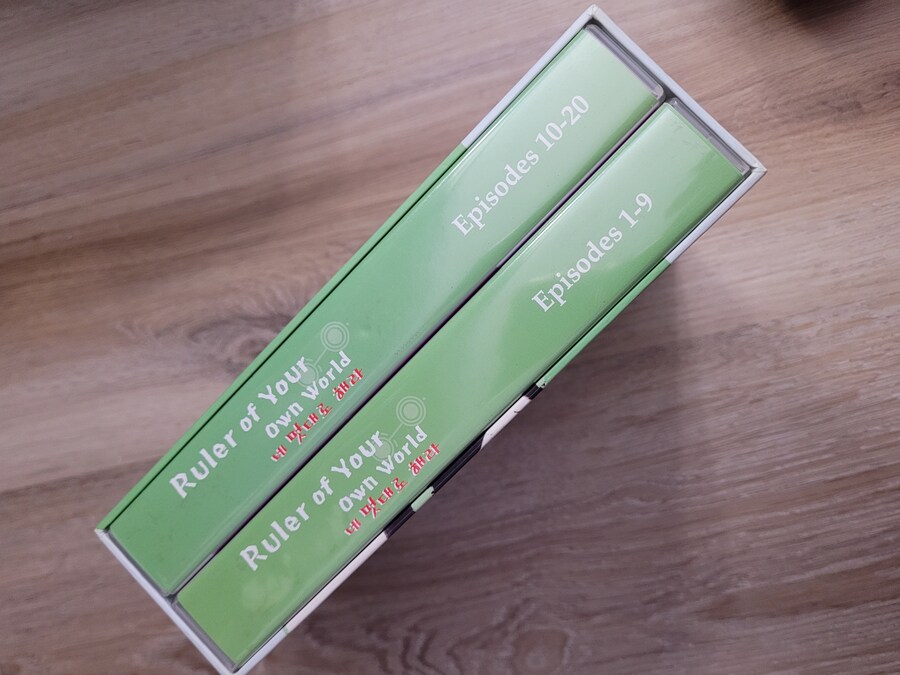 Episodes 10-20
Ruler of Your
Own World
네 멋대로 해라
Episodes 1-9
Ruler of Your
Own World
네 멋대로 해라